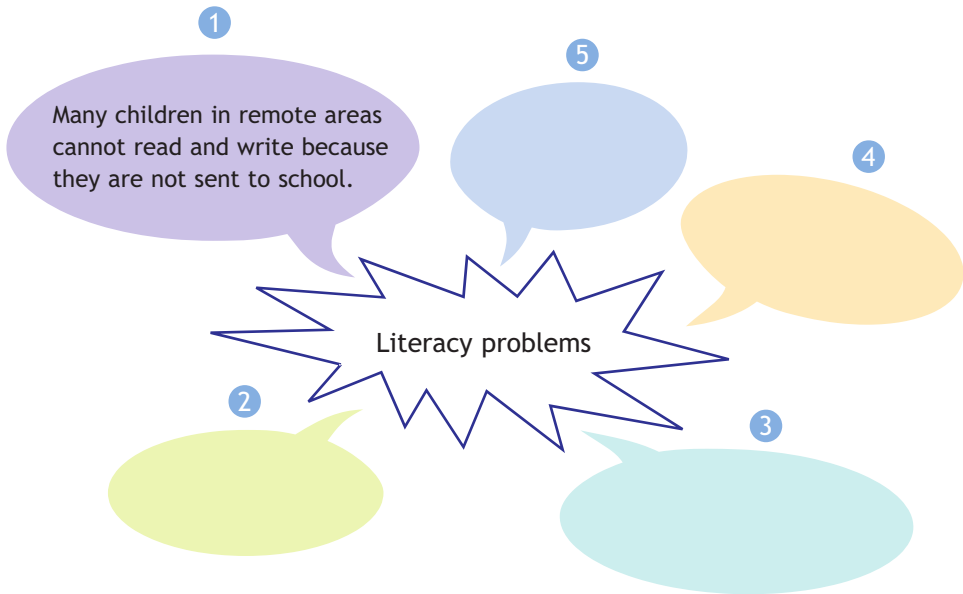 1
Many children in remote areas
cannot read and write because
they are not sent to school.
5
4
Literacy problems
2
3